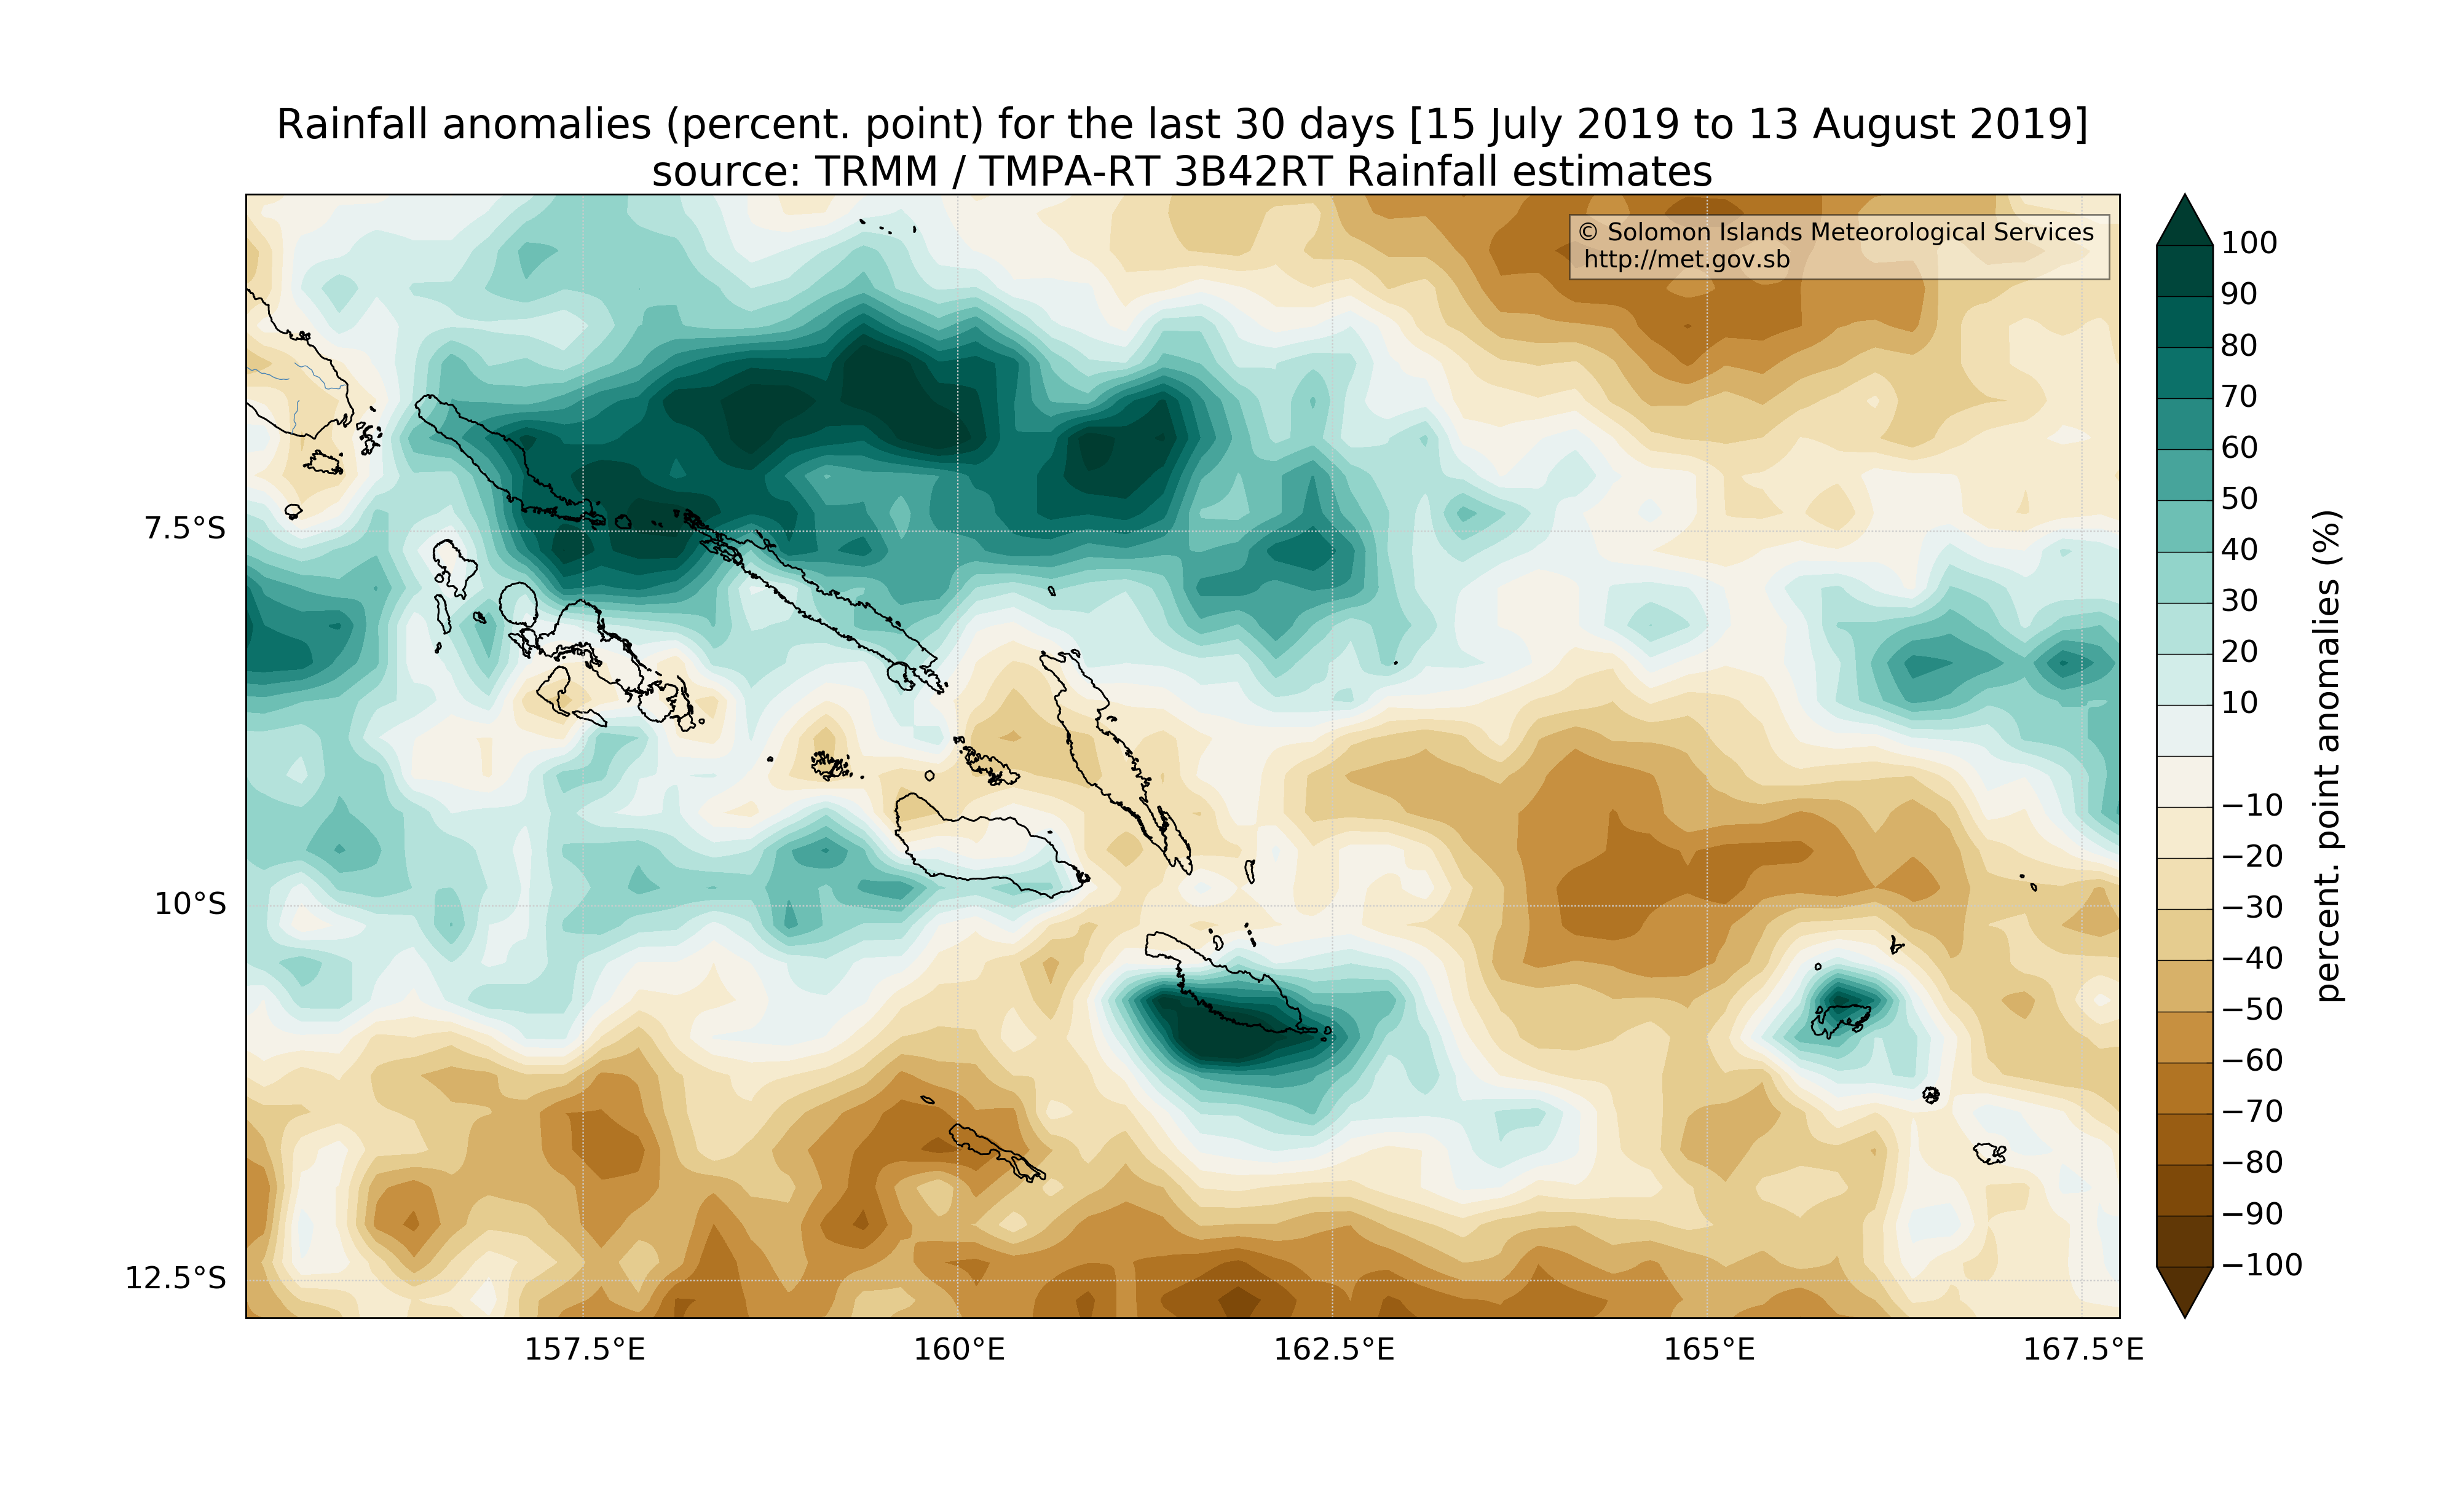 Rainfall anomalies (percent. point) for the last 30 days [15 July 2019 to 13 August 2019]
source: TRMM / TMPA-RT 3B42RT Rainfall estimates
© Solomon Islands Meteorological Services
http://met.gov.sb
7.5°S
10°S
12.5°S
157.5°E
160°E
162.5°E
165°E
167.5°E
100
90
80
70
60
50
40
30
20
10
−10
−20
−30
−40
−50
−60
−70
−80
−90
−100
percent. point anomalies (%)